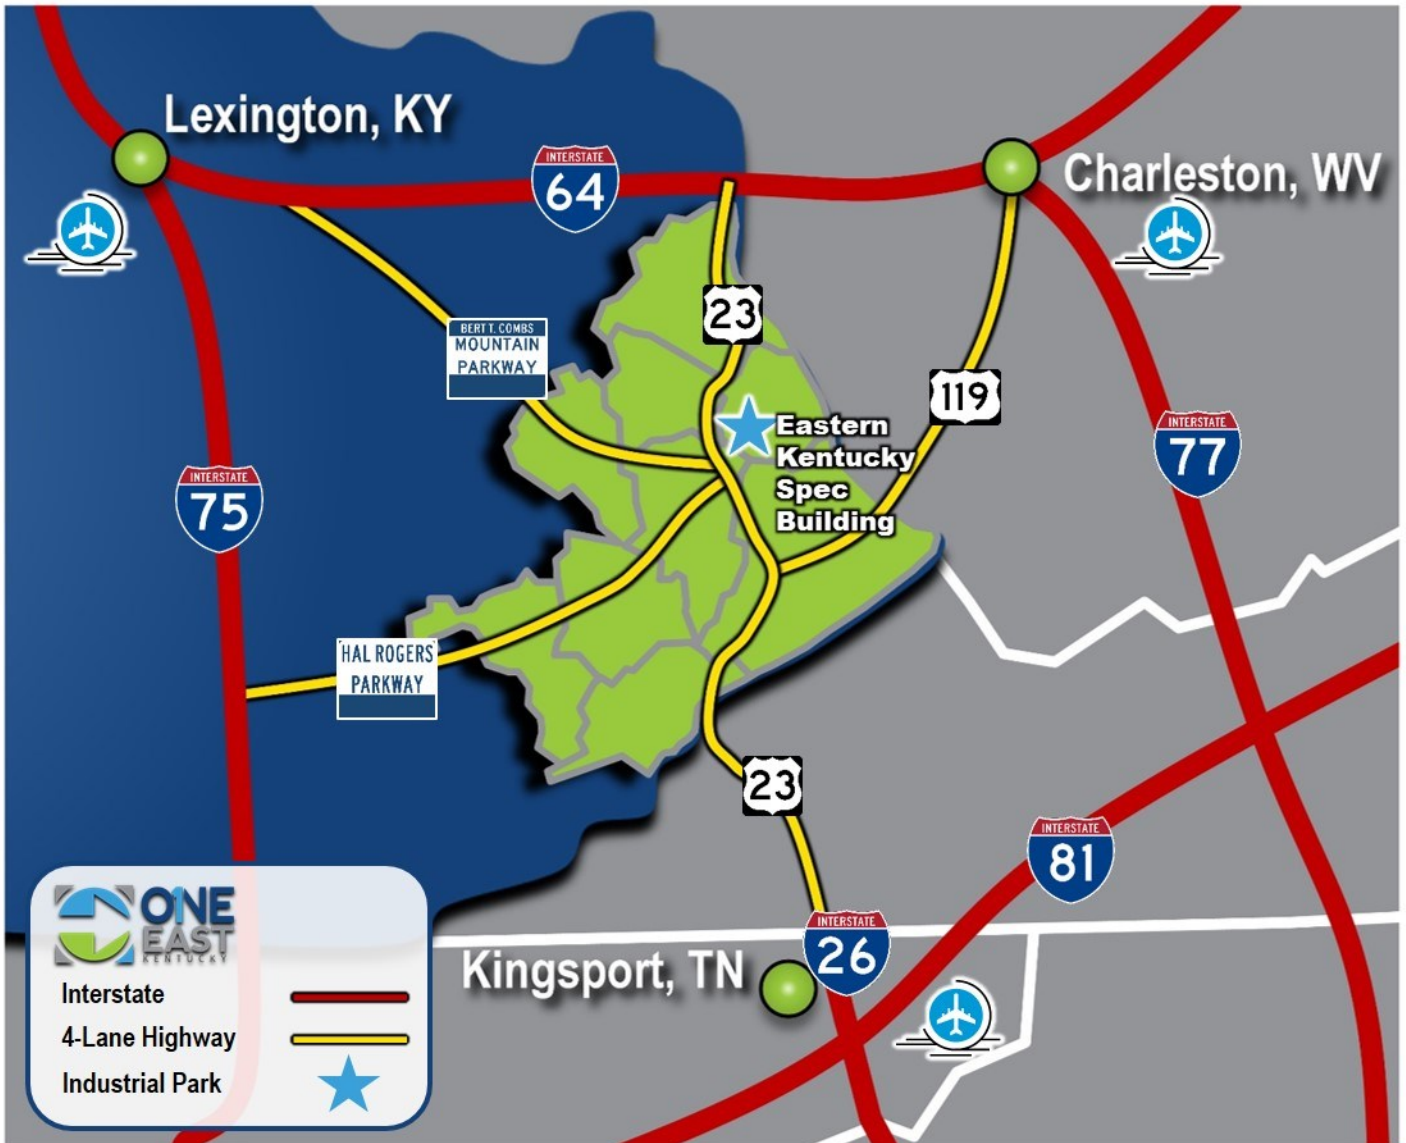 Lexington, KY
INTERSTATE
64
Charleston, WV
23
BERT T. COMBS
MOUNTAIN
PARKWAY
119
Eastern
Kentucky
Spec
Building
INTERSTATE
77
INTERSTATE
75
HAL ROGERS
PARKWAY
23
INTERSTATE
81
INTERSTATE
26
Kingsport, TN
ONE
EAST
KENTUCKY
Interstate
4-Lane Highway
Industrial Park